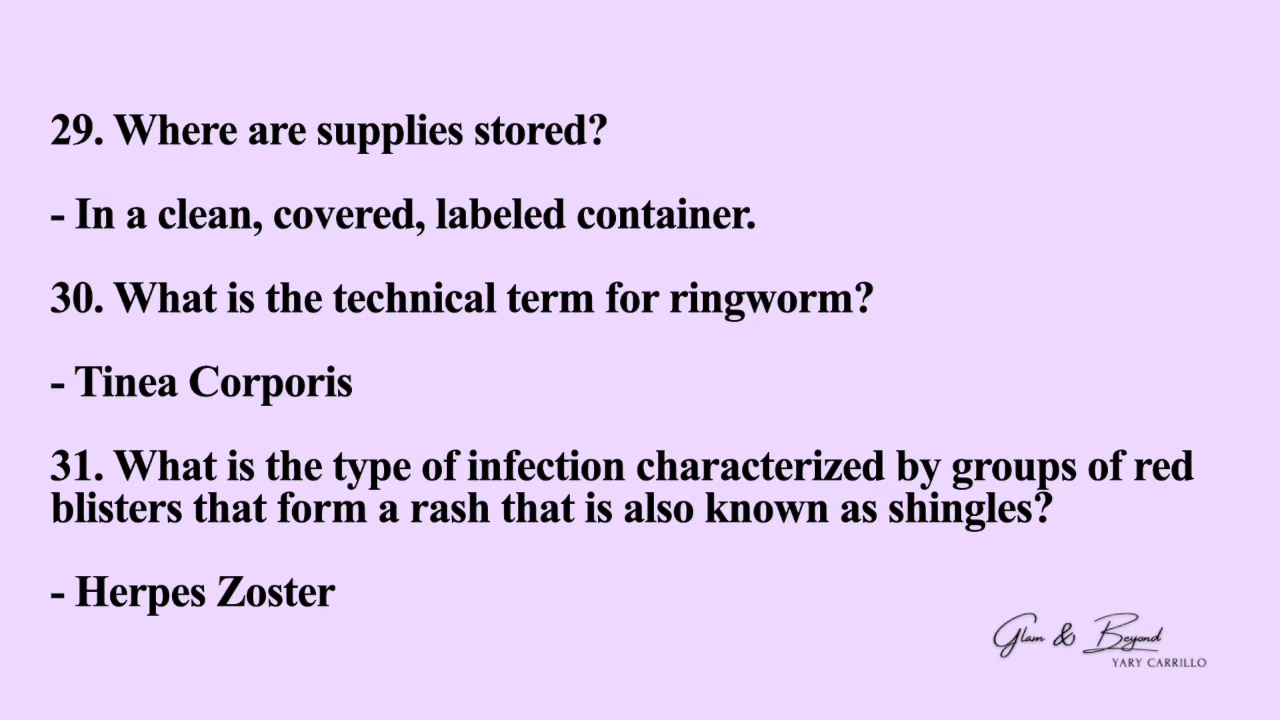 29. Where are supplies stored?
- In a clean, covered, labeled container.
30. What is the technical term for ringworm?
- Tinea Corporis
31. What is the type of infection characterized by groups of red
blisters that form a rash that is also known as shingles?
- Herpes Zoster
Glam & Beyond
YARY CARRILLO